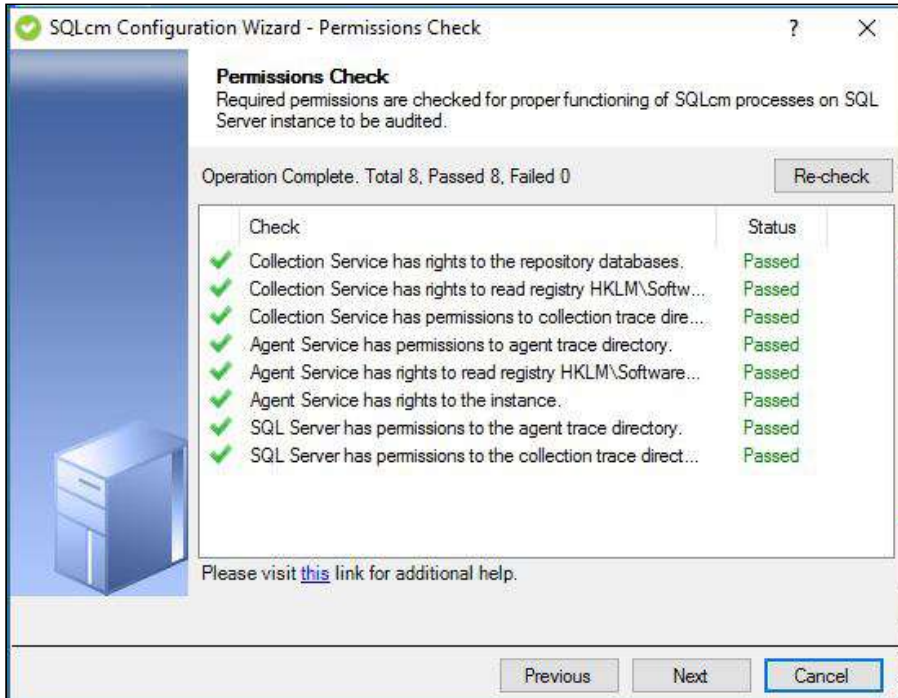 SQLcm Configuration Wizard - Permissions Check
?
Permissions Check
Required permissions are checked for proper functioning of SQLcm processes on SQL
Server instance to be audited.
Operation Complete. Total 8, Passed 8, Failed 0
Re-check
Check Status
Collection Service has rights to the repository databases. Passed
Collection Service has rights to read registry HKLM\Softw... Passed
Collection Service has permissions to collection trace dire... Passed
Agent Service has permissions to agent trace directory. Passed
Agent Service has rights to read registry HKLM\Software... Passed
Agent Service has rights to the instance. Passed
SQL Server has permissions to the agent trace directory. Passed
SQL Server has permissions to the collection trace direct... Passed
Please visit this link for additional help.
Previous Next Cancel